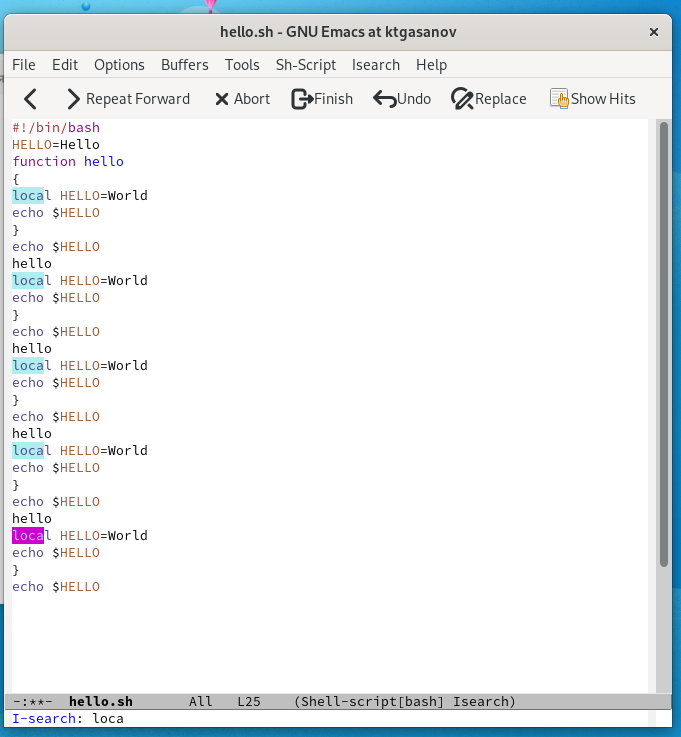 hello.sh - GNU Emacs at ktgasanov
File Edit Options Buffers Tools Sh-Script Isearch Help
Repeat Forward Abort Finish Undo Replace Show Hits
#!/bin/bash
HELLO=Hello
function hello
{
local HELLO=World
echo $HELLO
}
echo $HELLO
hello
local HELLO=World
echo $HELLO
}
echo $HELLO
hello
local HELLO=World
echo $HELLO
}
echo $HELLO
hello
local HELLO=World
echo $HELLO
}
echo $HELLO
hello
local HELLO=World
echo $HELLO
}
echo $HELLO
-:**- hello.sh All L25 (Shell-script[bash] Isearch)
I-search: loca